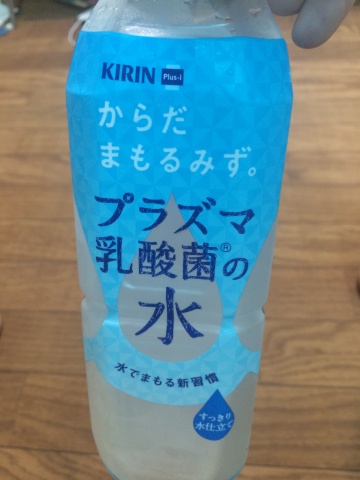 KIRIN Plus-i
からだ
まもるみず。
プラズマ
乳酸菌®の
水
水でまもる新習慣
すっきり
水仕立て